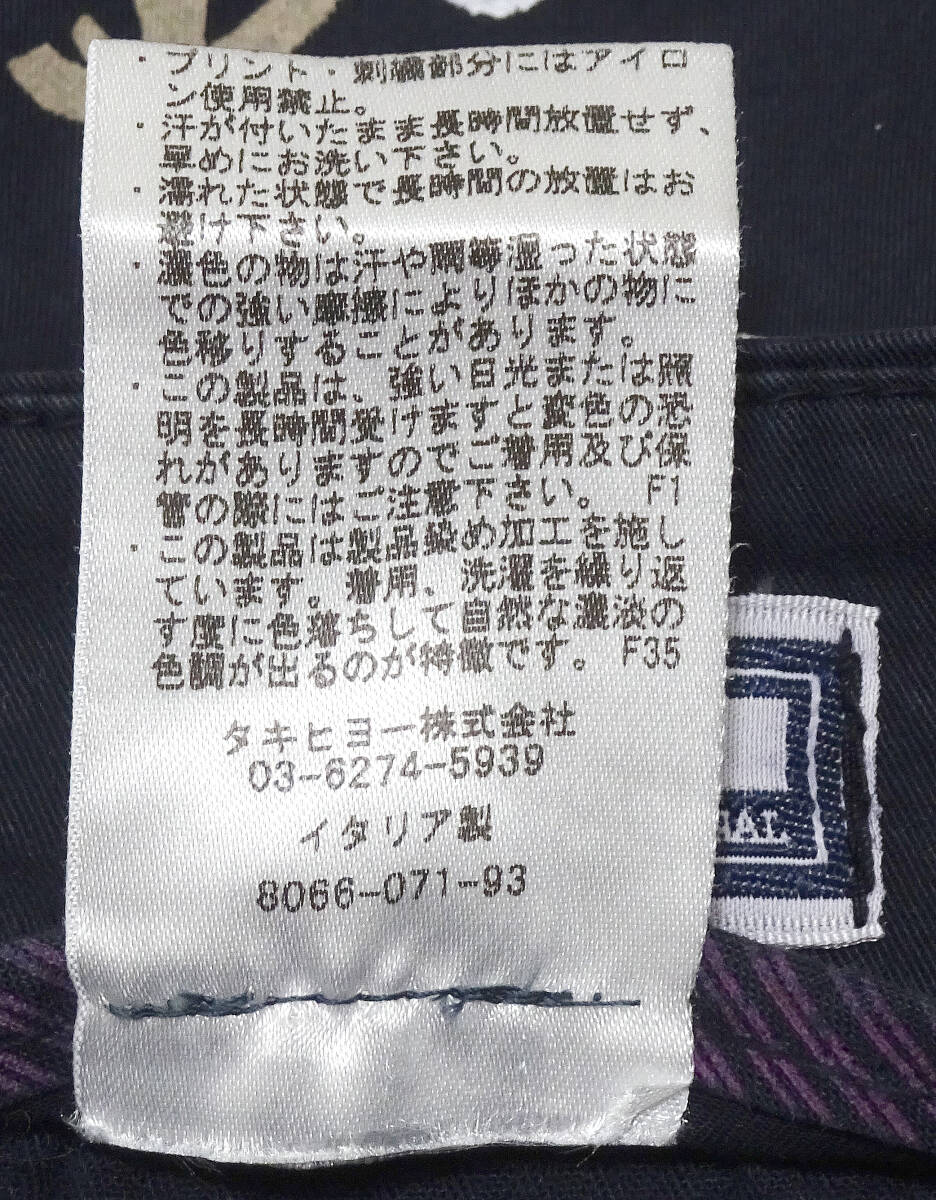 ・プリント・刺繍部分にはアイロ
ン使用禁止。
・汗が付いたまま長時間放置せず、
早めにお洗い下さい。
・濡れた状態で長時間の放置はお
避け下さい。
・濃色の物は汗や雨等湿った状態
での強い摩擦によりほかの物に
色移りすることがあります。
・この製品は、強い日光または照
明を長時間受けますと変色の恐
れがありますのでご着用及び保
管の際にはご注意下さい。 F1
・この製品は製品染め加工を施し
ています。着用、洗濯を繰り返
す度に色落ちして自然な濃淡の
色調が出るのが特徴です。 F35
タキヒヨー株式会社
03-6274-5939
イタリア製
8066-071-93
HAL